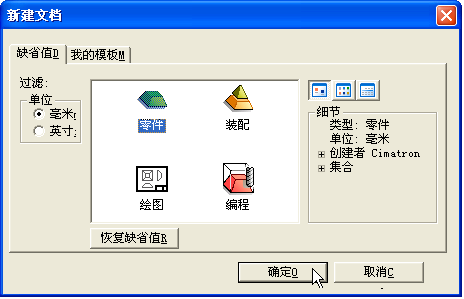 新建文档
缺省值D 我的模板M
过滤:
单位
毫米
英寸
零件 装配
绘图 编程
细节
类型: 零件
单位: 毫米
创建者 Cimatron
集合
恢复缺省值R
确定O 取消C